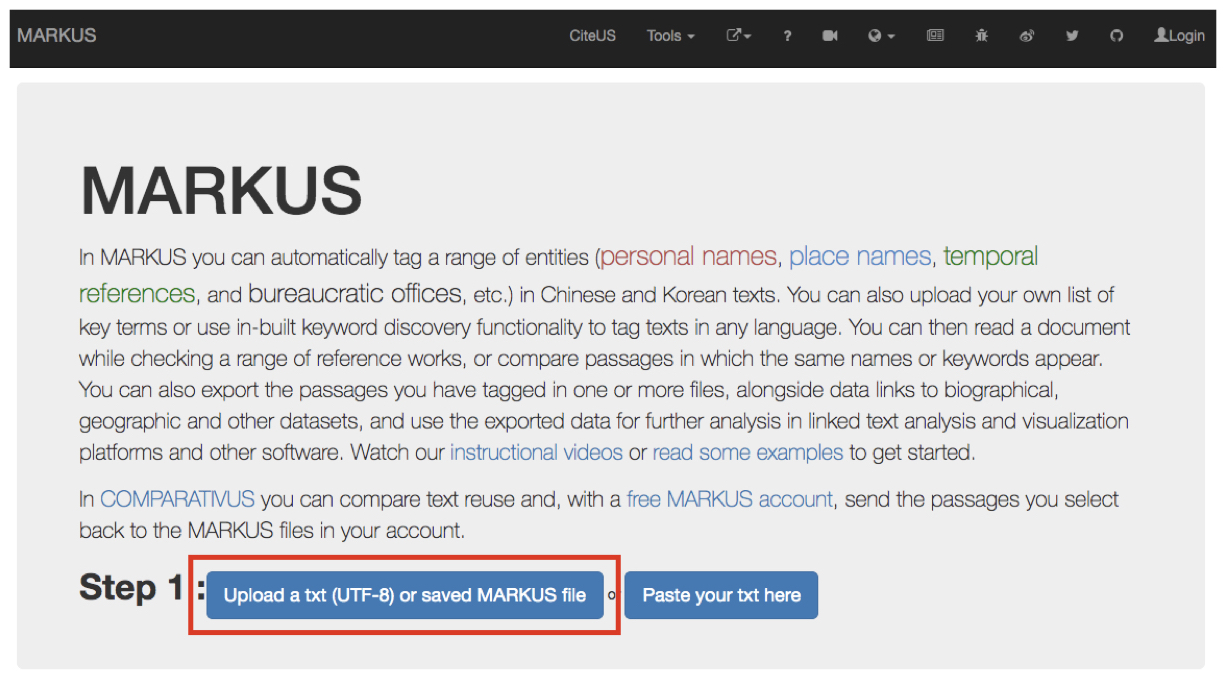 MARKUS
CiteUS Tools ? Login
MARKUS
In MARKUS you can automatically tag a range of entities (personal names, place names, temporal
references, and bureaucratic offices, etc.) in Chinese and Korean texts. You can also upload your own list of
key terms or use in-built keyword discovery functionality to tag texts in any language. You can then read a document
while checking a range of reference works, or compare passages in which the same names or keywords appear.
You can also export the passages you have tagged in one or more files, alongside data links to biographical,
geographic and other datasets, and use the exported data for further analysis in linked text analysis and visualization
platforms and other software. Watch our instructional videos or read some examples to get started.
In COMPARATIVUS you can compare text reuse and, with a free MARKUS account, send the passages you select
back to the MARKUS files in your account.
Step 1 : Upload a txt (UTF-8) or saved MARKUS file Paste your txt here